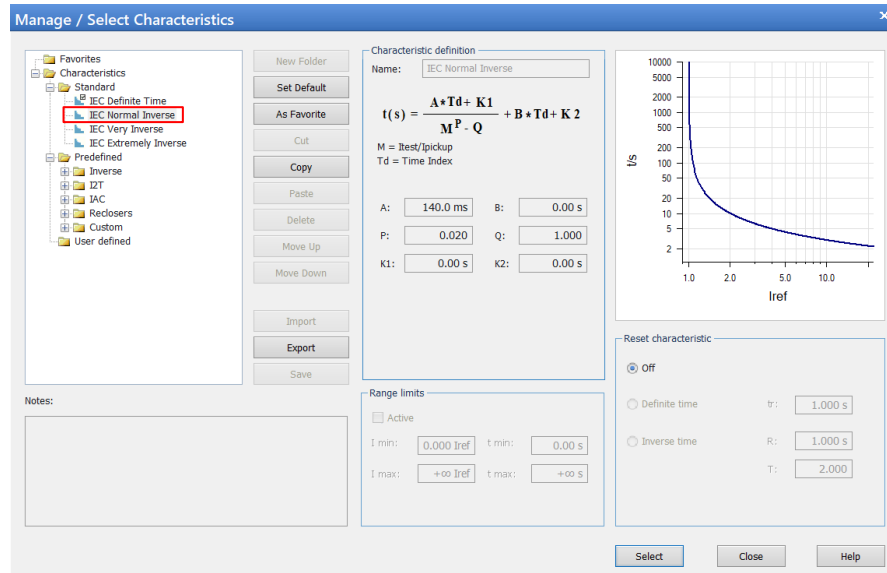 Manage / Select Characteristics
×
Favorites
Characteristics
Standard
IEC Definite Time
IEC Normal Inverse
IEC Very Inverse
IEC Extremely Inverse
Predefined
Inverse
I2T
IAC
Reclosers
Custom
User defined
New Folder
Set Default
As Favorite
Cut
Copy
Paste
Delete
Move Up
Move Down
Import
Export
Save
Notes:
Characteristic definition
Name: IEC Normal Inverse
t(s) = A*Td+ K1 / M^P - Q + B*Td+ K 2
M = Itest/Ipickup
Td = Time Index
A: 140.0 ms B: 0.00 s
P: 0.020 Q: 1.000
K1: 0.00 s K2: 0.00 s
Range limits
Active
I min: 0.000 Iref t min: 0.00 s
I max: +∞ Iref t max: +∞ s
t/s
10000
5000
2000
1000
500
200
100
50
20
10
5
2
1.0 2.0 5.0 10.0
Iref
Reset characteristic
Off
Definite time tr: 1.000 s
Inverse time R: 1.000 s
T: 2.000
Select Close Help